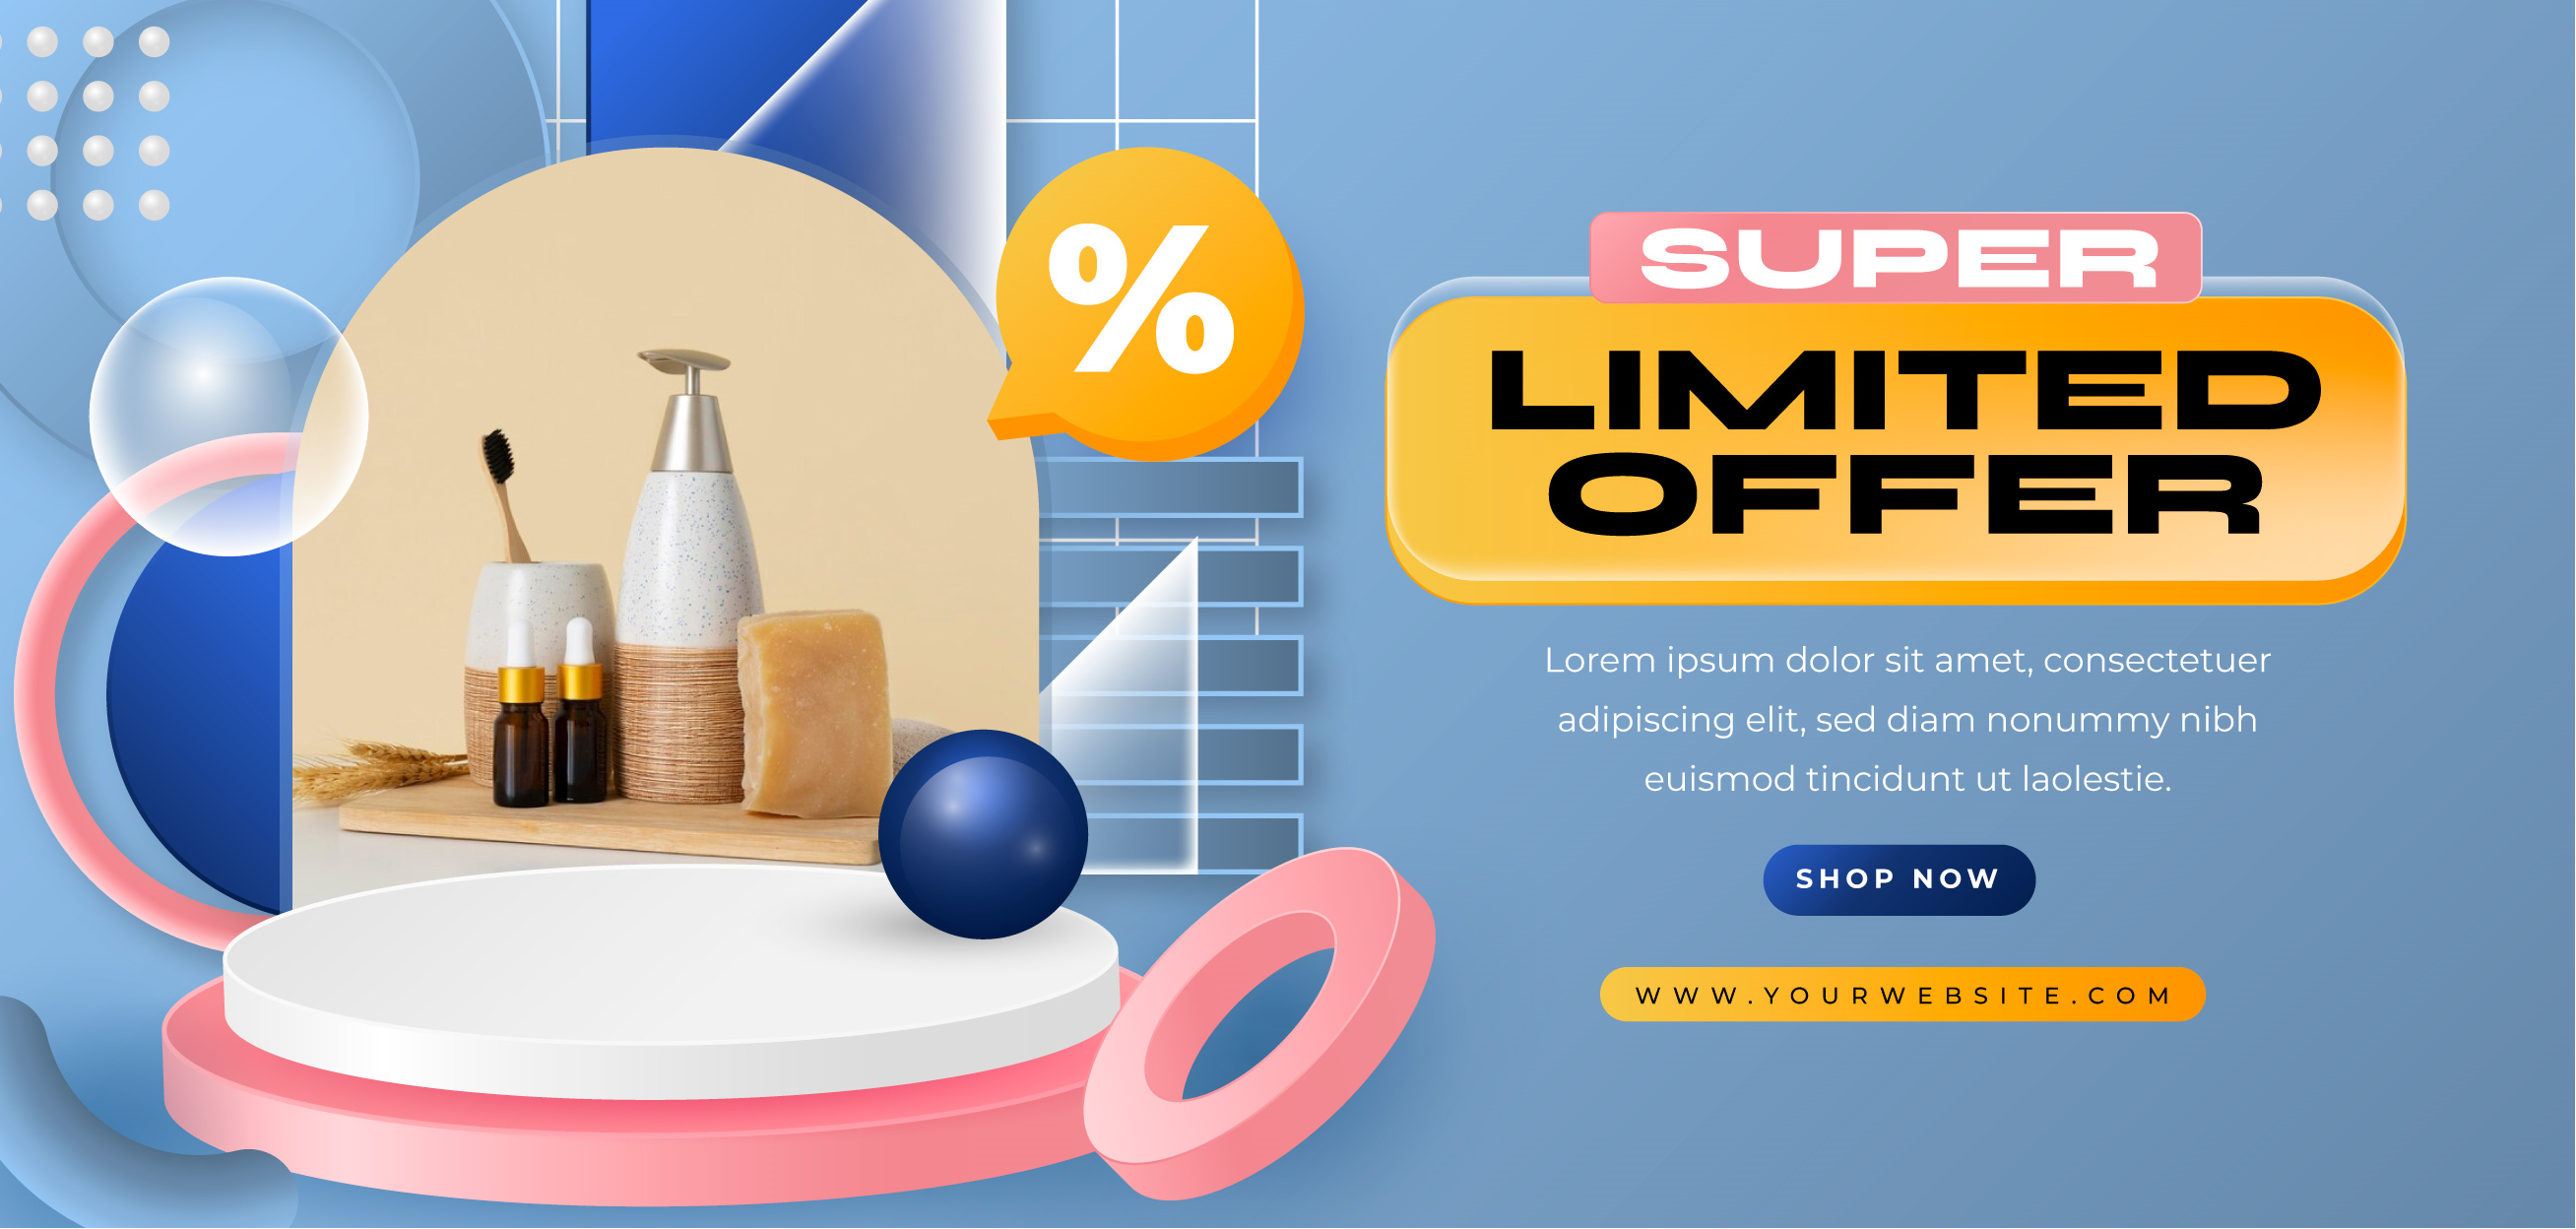 %
SUPER
LIMITED
OFFER
Lorem ipsum dolor sit amet, consectetuer
adipiscing elit, sed diam nonummy nibh
euismod tincidunt ut laolestie.
SHOP NOW
WWW.YOURWEBSITE.COM